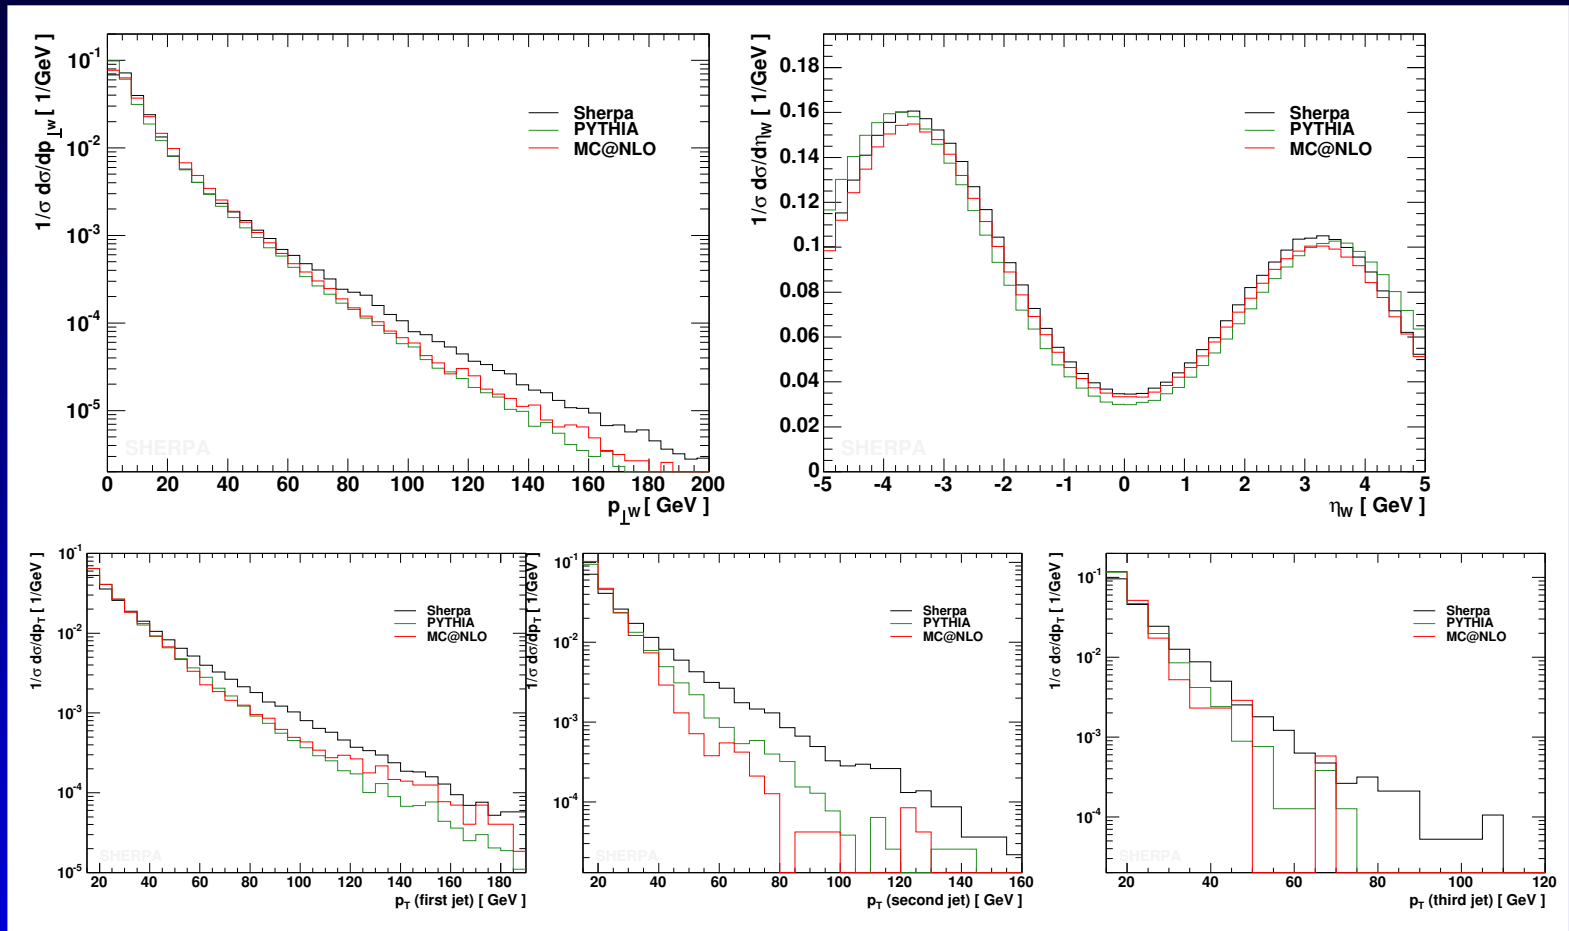 1/σ dσ/dp⊥W [ 1/GeV ]
10-1
10-2
10-3
10-4
10-5
Sherpa
PYTHIA
MC@NLO
SHERPA
0 20 40 60 80 100 120 140 160 180 200
p⊥W [ GeV ]
1/σ dσ/dηW [ 1/GeV ]
0.18
0.16
0.14
0.12
0.1
0.08
0.06
0.04
0.02
0
Sherpa
PYTHIA
MC@NLO
SHERPA
-5 -4 -3 -2 -1 0 1 2 3 4 5
ηW [ GeV ]
1/σ dσ/dpT [ 1/GeV ]
10-1
10-2
10-3
10-4
10-5
Sherpa
PYTHIA
MC@NLO
SHERPA
20 40 60 80 100 120 140 160 180
pT (first jet) [ GeV ]
1/σ dσ/dpT [ 1/GeV ]
10-1
10-2
10-3
10-4
Sherpa
PYTHIA
MC@NLO
SHERPA
20 40 60 80 100 120 140 160
pT (second jet) [ GeV ]
1/σ dσ/dpT [ 1/GeV ]
10-1
10-2
10-3
10-4
Sherpa
PYTHIA
MC@NLO
SHERPA
20 40 60 80 100 120
pT (third jet) [ GeV ]